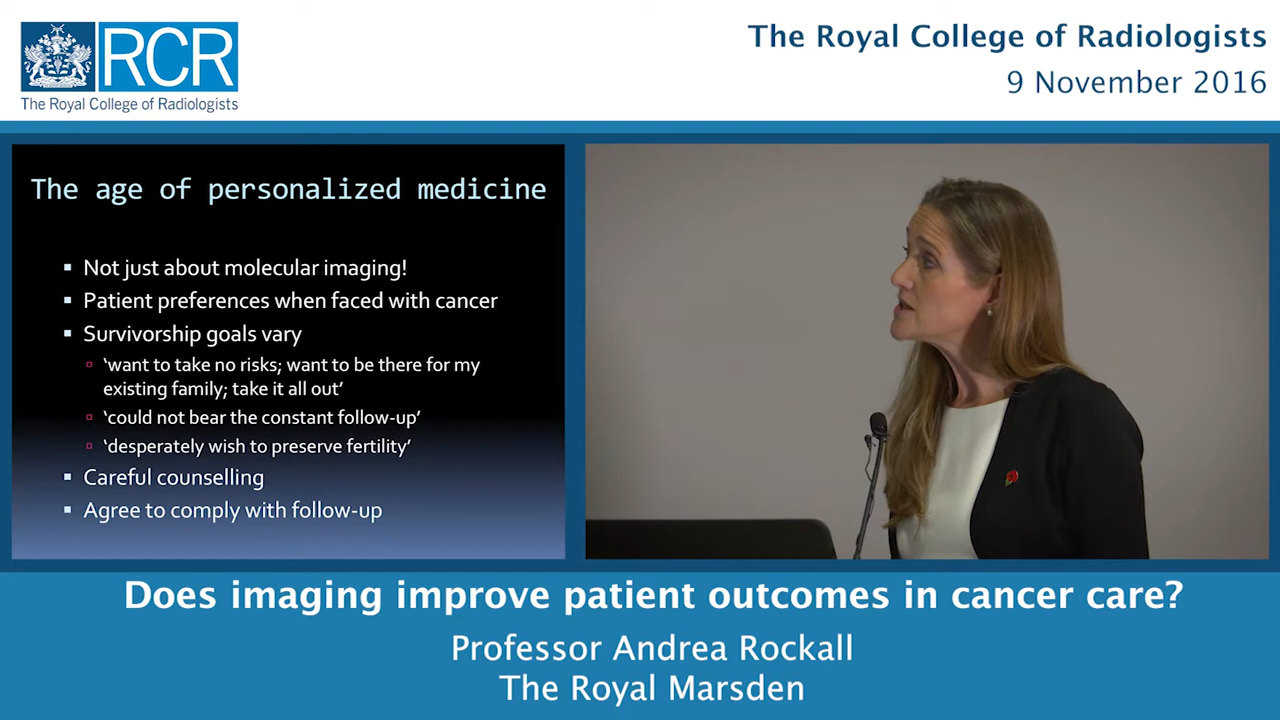 RCR
The Royal College of Radiologists
The Royal College of Radiologists
9 November 2016
The age of personalized medicine
Not just about molecular imaging!
Patient preferences when faced with cancer
Survivorship goals vary
‘want to take no risks; want to be there for my
existing family; take it all out’
‘could not bear the constant follow-up’
‘desperately wish to preserve fertility’
Careful counselling
Agree to comply with follow-up
Does imaging improve patient outcomes in cancer care?
Professor Andrea Rockall
The Royal Marsden